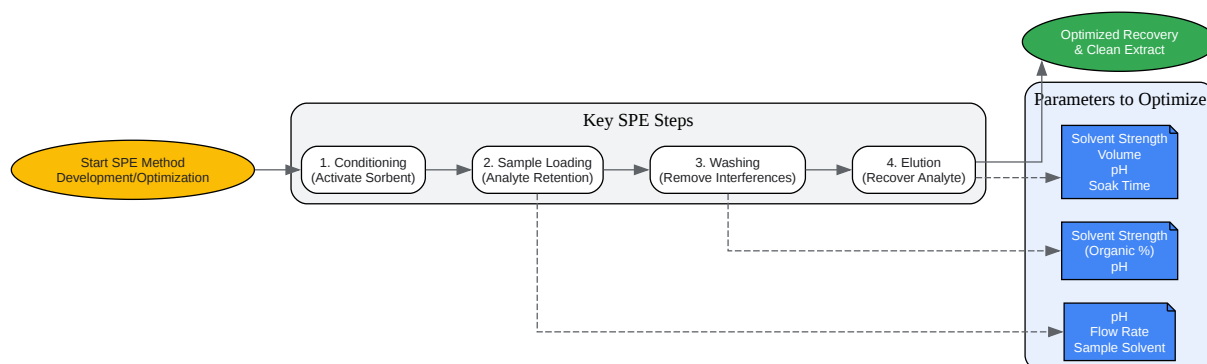 Optimized Recovery
& Clean Extract
Parameters to Optimize
Key SPE Steps
Start SPE Method
Development/Optimization
1. Conditioning
(Activate Sorbent)
2. Sample Loading
(Analyte Retention)
3. Washing
(Remove Interferences)
4. Elution
(Recover Analyte)
Solvent Strength
Volume
pH
Soak Time
Solvent Strength
(Organic %)
pH
pH
Flow Rate
Sample Solvent